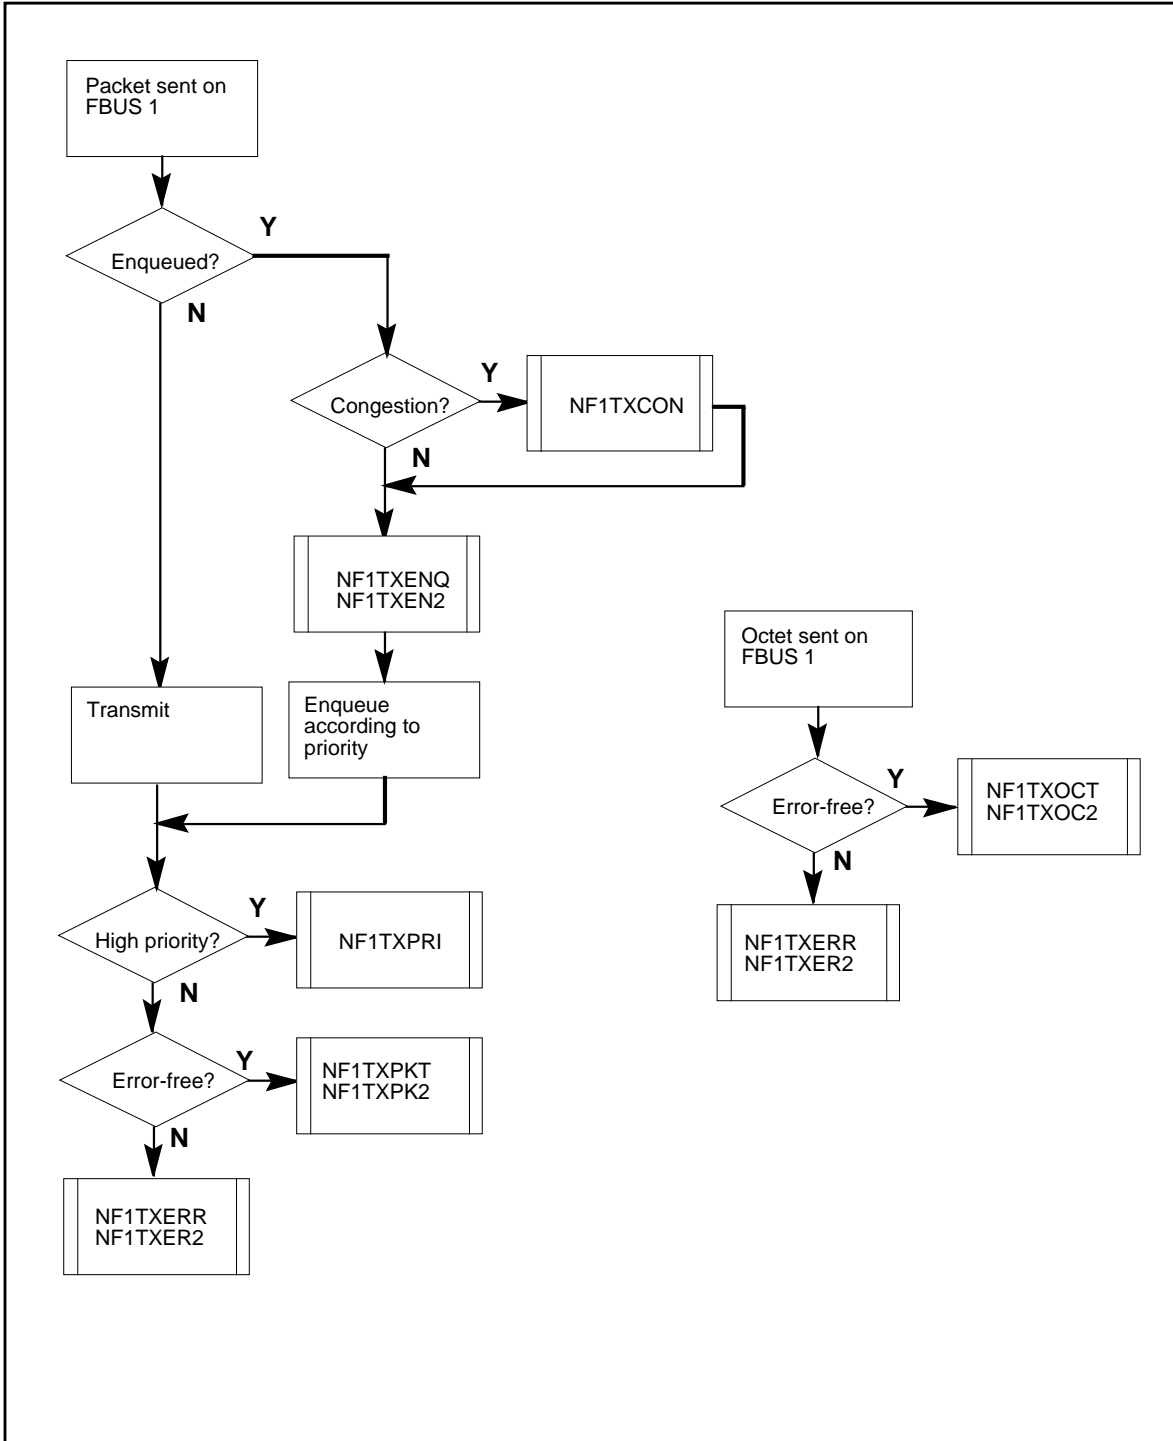 Packet sent on
FBUS 1
Enqueued?
Y
N
Congestion?
Y
N
NF1TXCON
NF1TXENQ
NF1TXEN2
Transmit
Enqueue
according to
priority
High priority?
Y
N
NF1TXPRI
Error-free?
Y
N
NF1TXPKT
NF1TXPK2
NF1TXERR
NF1TXER2
Octet sent on
FBUS 1
Error-free?
Y
N
NF1TXOCT
NF1TXOC2
NF1TXERR
NF1TXER2